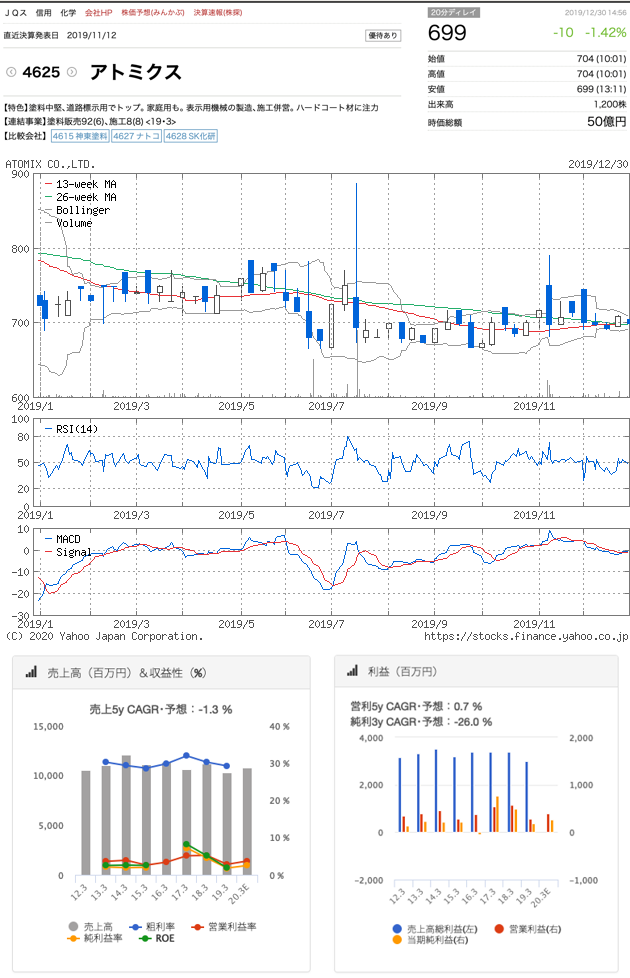 ＪＱス 信用 化学 会社HP 株価予想(みんかぶ) 決算速報(株探)
直近決算発表日 2019/11/12 優待あり
4625 アトミクス
【特色】塗料中堅、道路標示用でトップ。家庭用も。表示用機械の製造、施工併営。ハードコート材に注力
【連結事業】塗料販売92(6)、施工8(8) <19・3>
【比較会社】 4615 神東塗料 4627 ナトコ 4628 SK化研
20分ディレイ 2019/12/30 14:56
699 -10 -1.42%
始値 704 (10:01)
高値 704 (10:01)
安値 699 (13:11)
出来高 1,200株
時価総額 50億円
ATOMIX CO.,LTD. 2019/12/30
900
13-week MA
26-week MA
Bollinger
Volume
800
700
600
2019/1 2019/3 2019/5 2019/7 2019/9 2019/11
100
RSI(14)
80
50
20
0
2019/1 2019/3 2019/5 2019/7 2019/9 2019/11
10
MACD
Signal
0
-10
-20
-30
2019/1 2019/3 2019/5 2019/7 2019/9 2019/11
(C) 2020 Yahoo Japan Corporation. https://stocks.finance.yahoo.co.jp
売上高（百万円）＆収益性（%）
売上5y CAGR・予想：-1.3 %
15,000 40 %
30 %
10,000
20 %
5,000
10 %
0 0 %
12.3 13.3 14.3 15.3 16.3 17.3 18.3 19.3 20.3E
売上高 粗利率 営業利益率
純利益率 ROE
利益（百万円）
営利5y CAGR・予想：0.7 %
純利3y CAGR・予想：-26.0 %
4,000 2,000
2,000 1,000
0 0
−2,000 −1,000
12.3 13.3 14.3 15.3 16.3 17.3 18.3 19.3 20.3E
売上高総利益(左) 営業利益(右)
当期純利益(右)